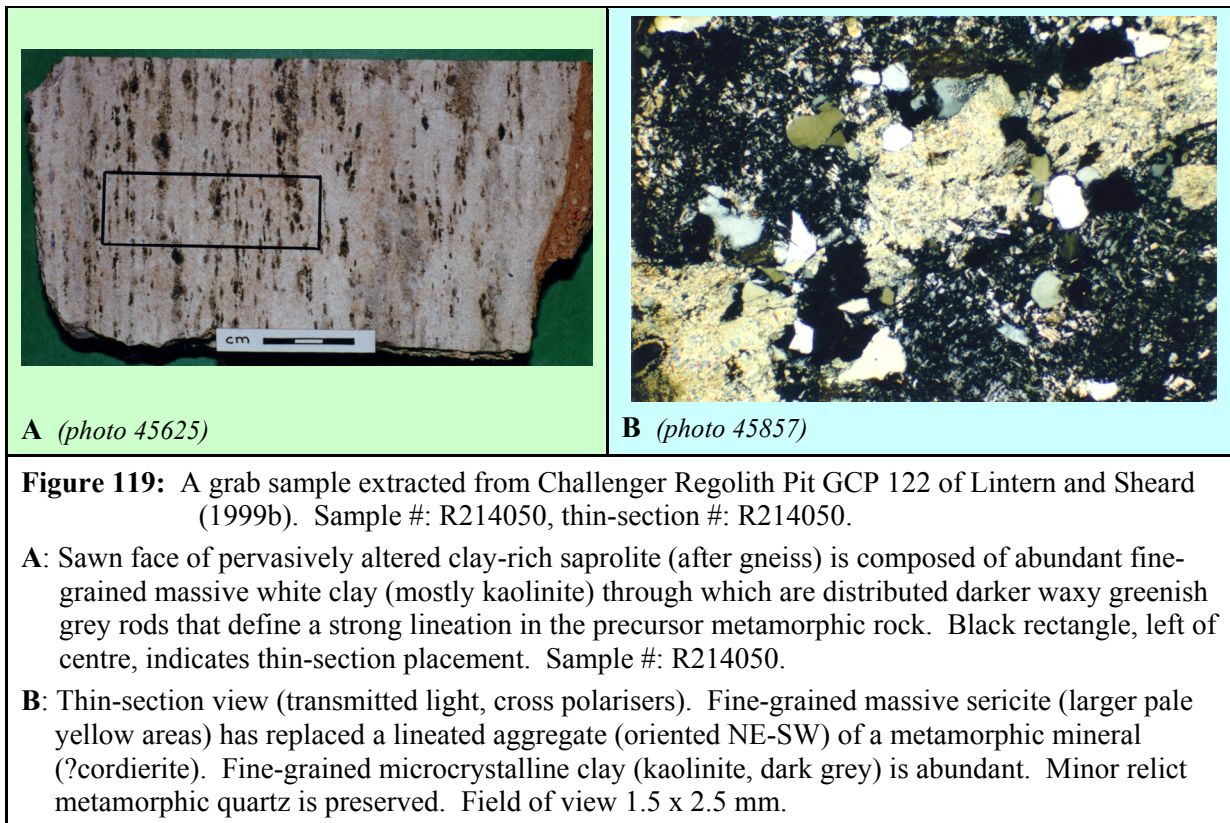 cm
A (photo 45625)
B (photo 45857)
Figure 119: A grab sample extracted from Challenger Regolith Pit GCP 122 of Lintern and Sheard
(1999b). Sample #: R214050, thin-section #: R214050.
A: Sawn face of pervasively altered clay-rich saprolite (after gneiss) is composed of abundant fine-
grained massive white clay (mostly kaolinite) through which are distributed darker waxy greenish
grey rods that define a strong lineation in the precursor metamorphic rock. Black rectangle, left of
centre, indicates thin-section placement. Sample #: R214050.
B: Thin-section view (transmitted light, cross polarisers). Fine-grained massive sericite (larger pale
yellow areas) has replaced a lineated aggregate (oriented NE-SW) of a metamorphic mineral
(?cordierite). Fine-grained microcrystalline clay (kaolinite, dark grey) is abundant. Minor relict
metamorphic quartz is preserved. Field of view 1.5 x 2.5 mm.